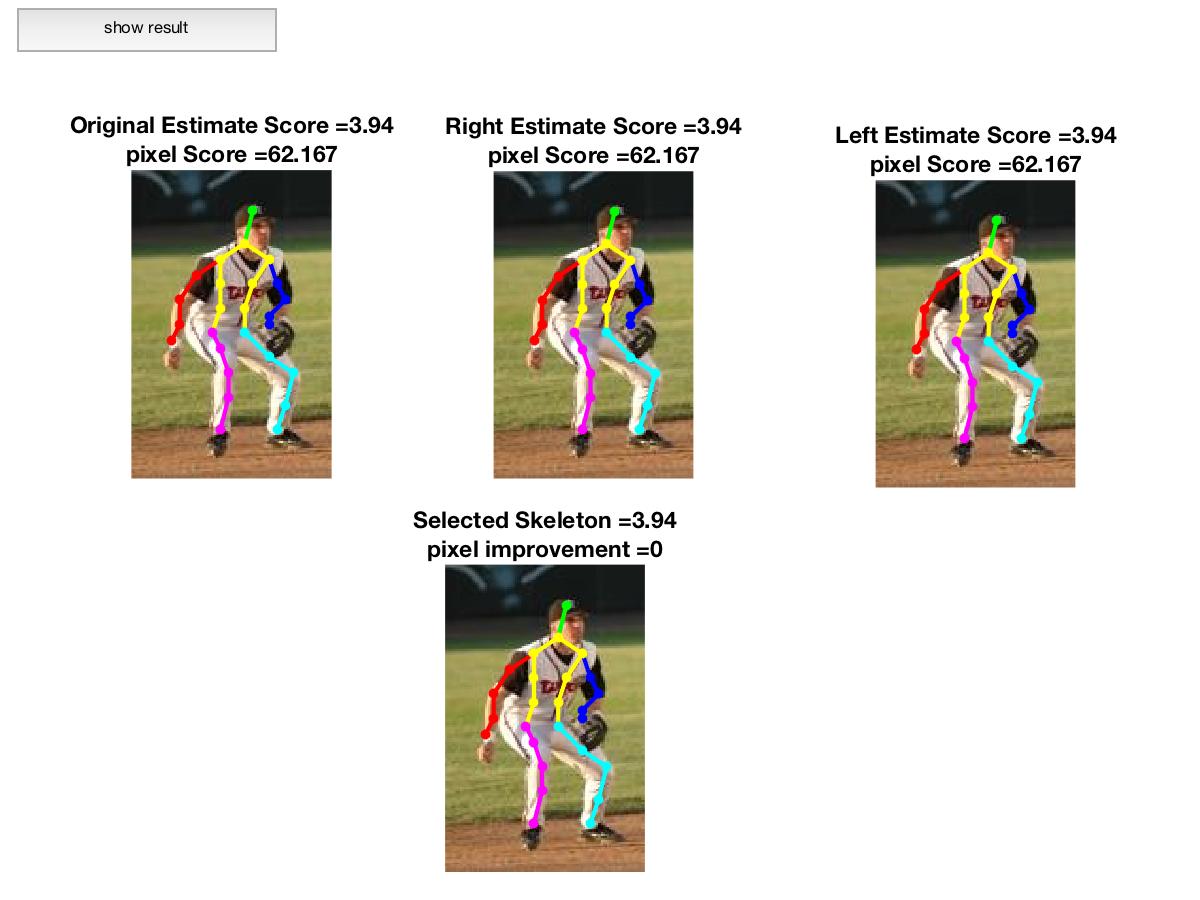 show result
Original Estimate Score =3.94
pixel Score =62.167
Right Estimate Score =3.94
pixel Score =62.167
Left Estimate Score =3.94
pixel Score =62.167
Selected Skeleton =3.94
pixel improvement =0